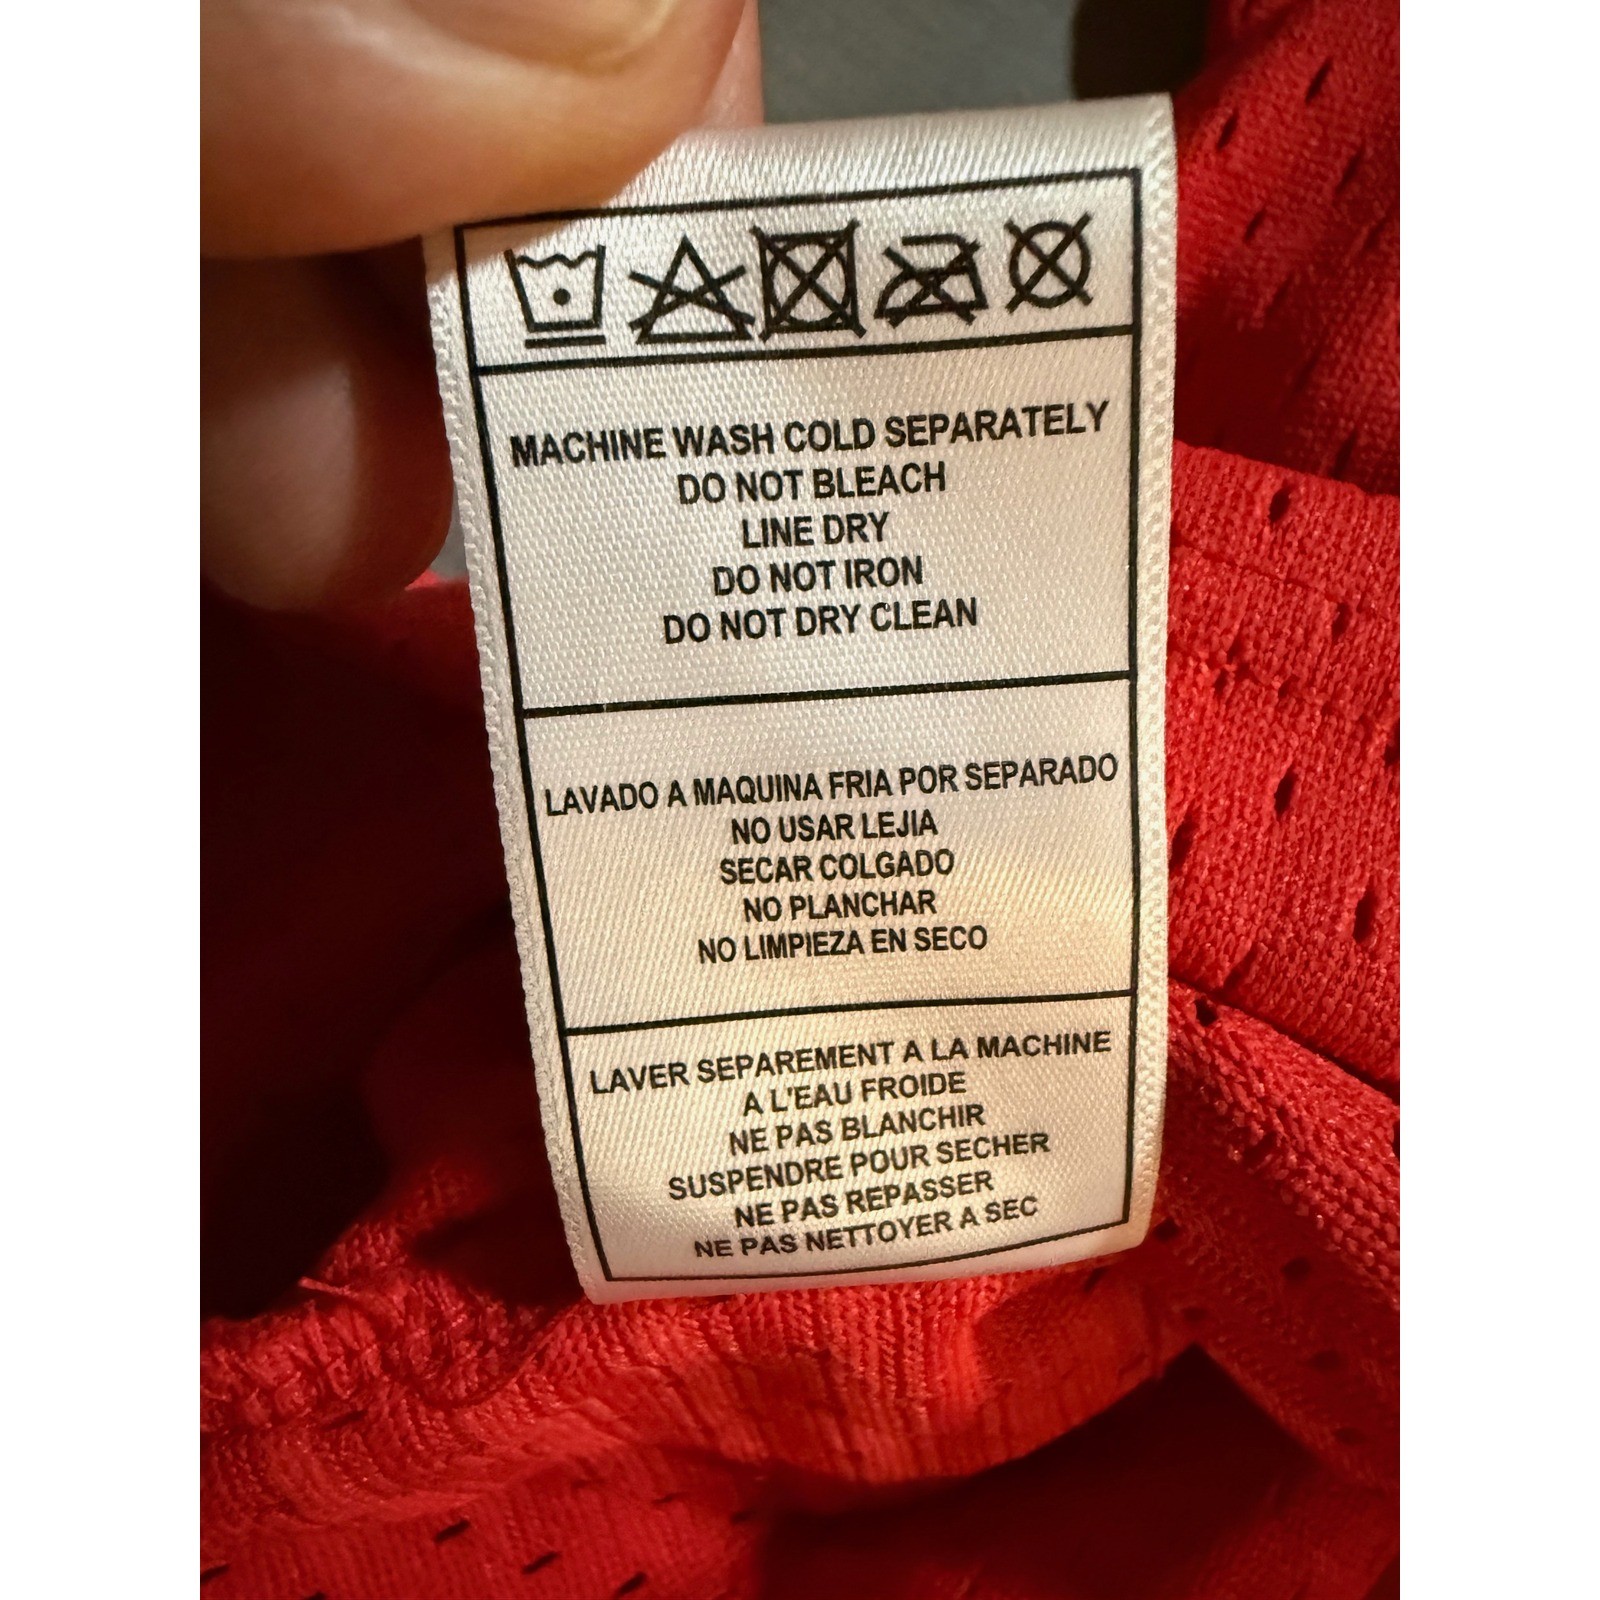 MACHINE WASH COLD SEPARATELY
DO NOT BLEACH
LINE DRY
DO NOT IRON
DO NOT DRY CLEAN
LAVADO A MAQUINA FRIA POR SEPARADO
NO USAR LEJIA
SECAR COLGADO
NO PLANCHAR
NO LIMPIEZA EN SECO
LAVER SEPAREMENT A LA MACHINE
A L'EAU FROIDE
NE PAS BLANCHIR
SUSPENDRE POUR SECHER
NE PAS REPASSER
NE PAS NETTOYER A SEC